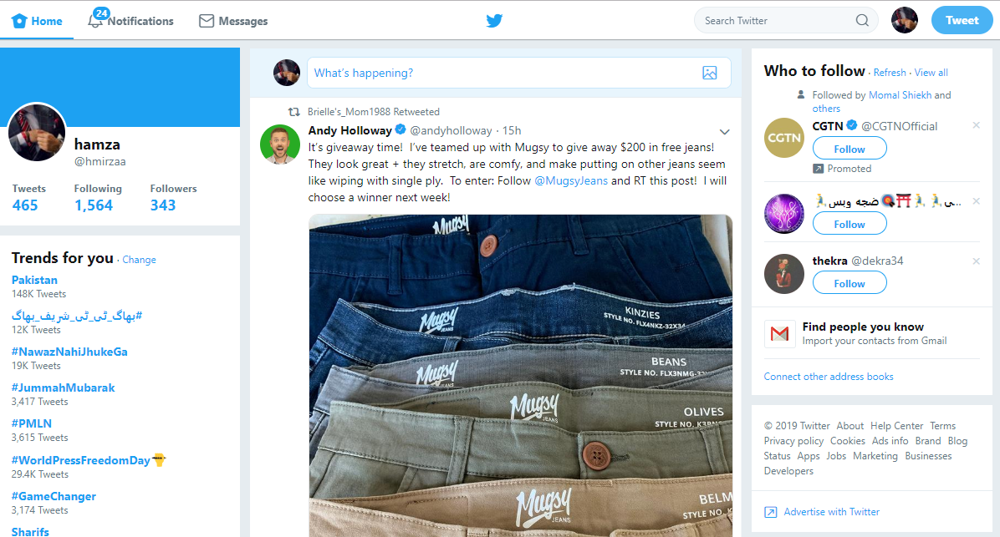 Home
24
Notifications
Messages
Search Twitter
Tweet
hamza
@hmirzaa
Tweets Following Followers
465 1,564 343
Trends for you · Change
Pakistan
148K Tweets
#بھاگ_ٹی_ٹی_شریف_بھاگ
12K Tweets
#NawazNahiJhukeGa
19K Tweets
#JummahMubarak
3,417 Tweets
#PMLN
3,615 Tweets
#WorldPressFreedomDay
29.4K Tweets
#GameChanger
3,174 Tweets
Sharifs
What's happening?
Brielle's_Mom1988 Retweeted
Andy Holloway @andyholloway · 15h
It's giveaway time! I've teamed up with Mugsy to give away $200 in free jeans!
They look great + they stretch, are comfy, and make putting on other jeans seem
like wiping with single ply. To enter: Follow @MugsyJeans and RT this post! I will
choose a winner next week!
Mugsy
Mugsy
JEANS
KINZIES
STYLE NO. FLX4NKZ-32X34
Mugsy
JEANS
BEANS
STYLE NO. FLX3NMG-32
Mugsy
JEANS
OLIVES
STYLE NO.
Mugsy
JEANS
BELM
STYLE NO. FLX
Who to follow · Refresh · View all
Followed by Momal Shiekh and
others
CGTN
CGTN @CGTNOfficial
Follow
Promoted
ضجه وبس ...ى
Follow
thekra @dekra34
Follow
Find people you know
Import your contacts from Gmail
Connect other address books
© 2019 Twitter About Help Center Terms
Privacy policy Cookies Ads info Brand Blog
Status Apps Jobs Marketing Businesses
Developers
Advertise with Twitter